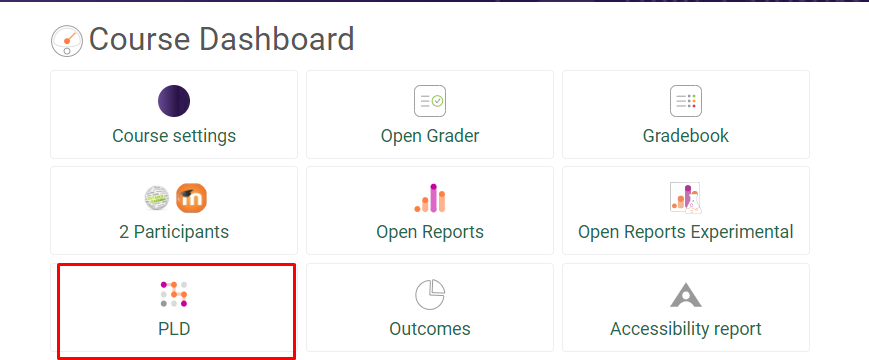 Course Dashboard
Course settings
Open Grader
Gradebook
2 Participants
Open Reports
Open Reports Experimental
PLD
Outcomes
Accessibility report